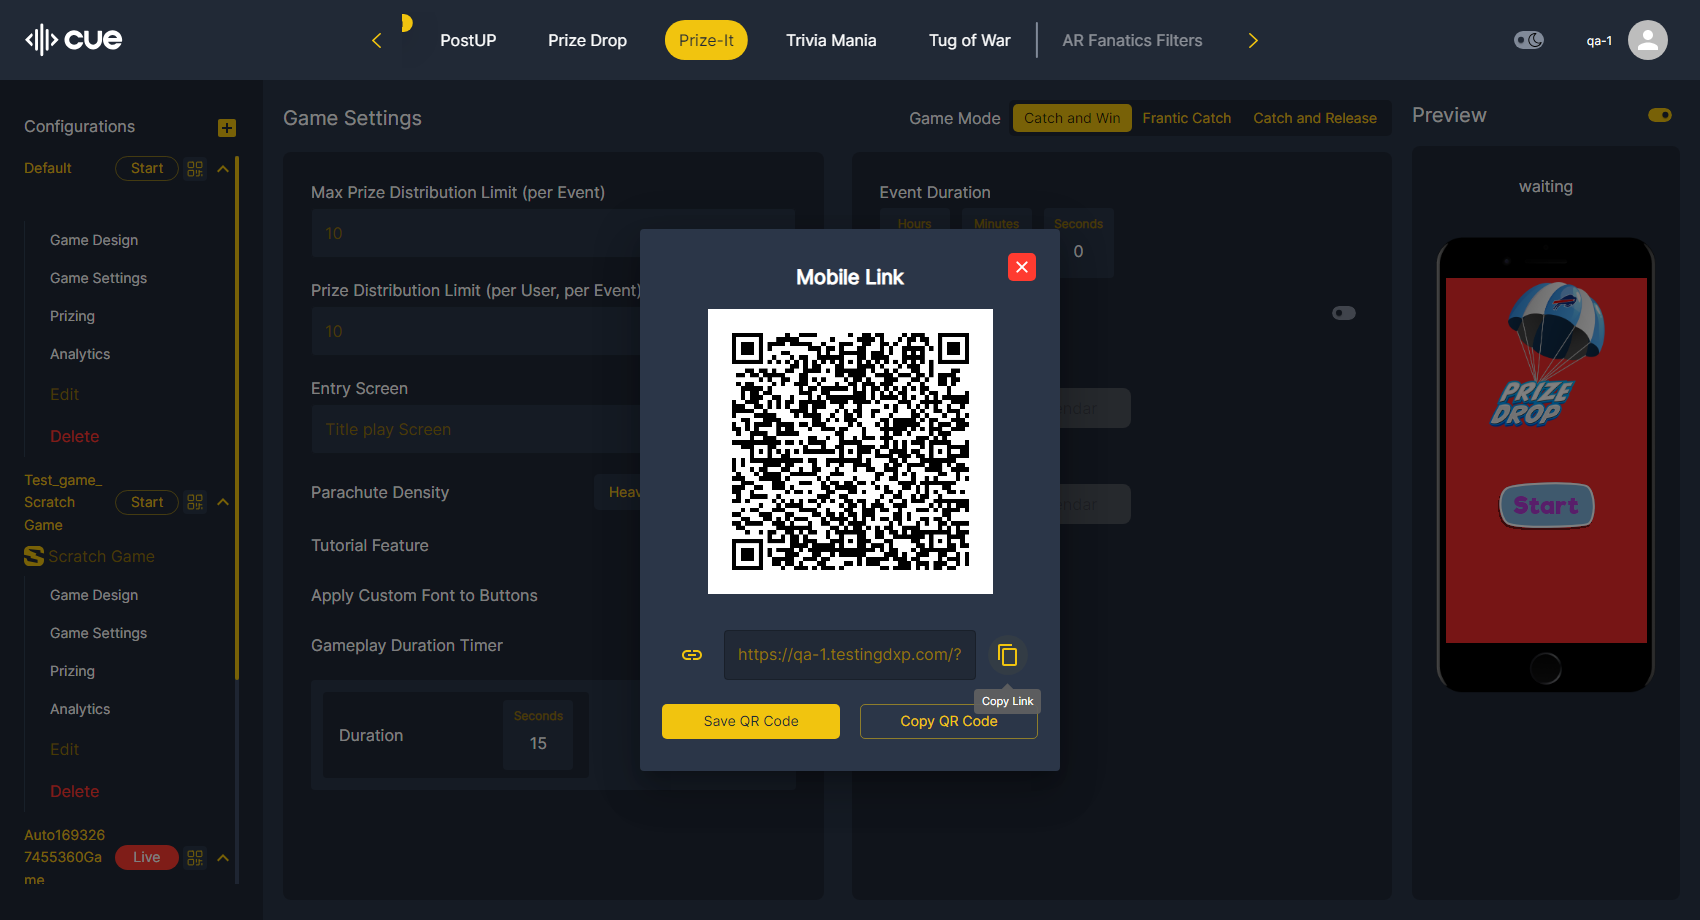 cue
PostUP
Prize Drop
Prize-It
Trivia Mania
Tug of War
AR Fanatics Filters
qa-1
Configurations
Default
Start
Game Design
Game Settings
Prizing
Analytics
Edit
Delete
Test_game_
Scratch
Game
Start
Scratch Game
Game Design
Game Settings
Prizing
Analytics
Edit
Delete
Auto169326
7455360Ga
me
Live
Game Settings
Game Mode
Catch and Win
Frantic Catch
Catch and Release
Max Prize Distribution Limit (per Event)
10
Prize Distribution Limit (per User, per Event)
10
Entry Screen
Title play Screen
Parachute Density
Heav
Tutorial Feature
Apply Custom Font to Buttons
Gameplay Duration Timer
Duration
Seconds
15
Event Duration
Hours
Minutes
Seconds
0
ndar
ndar
Mobile Link
https://qa-1.testingdxp.com/?
Copy Link
Save QR Code
Copy QR Code
Preview
waiting
PRIZE
DROP
Start